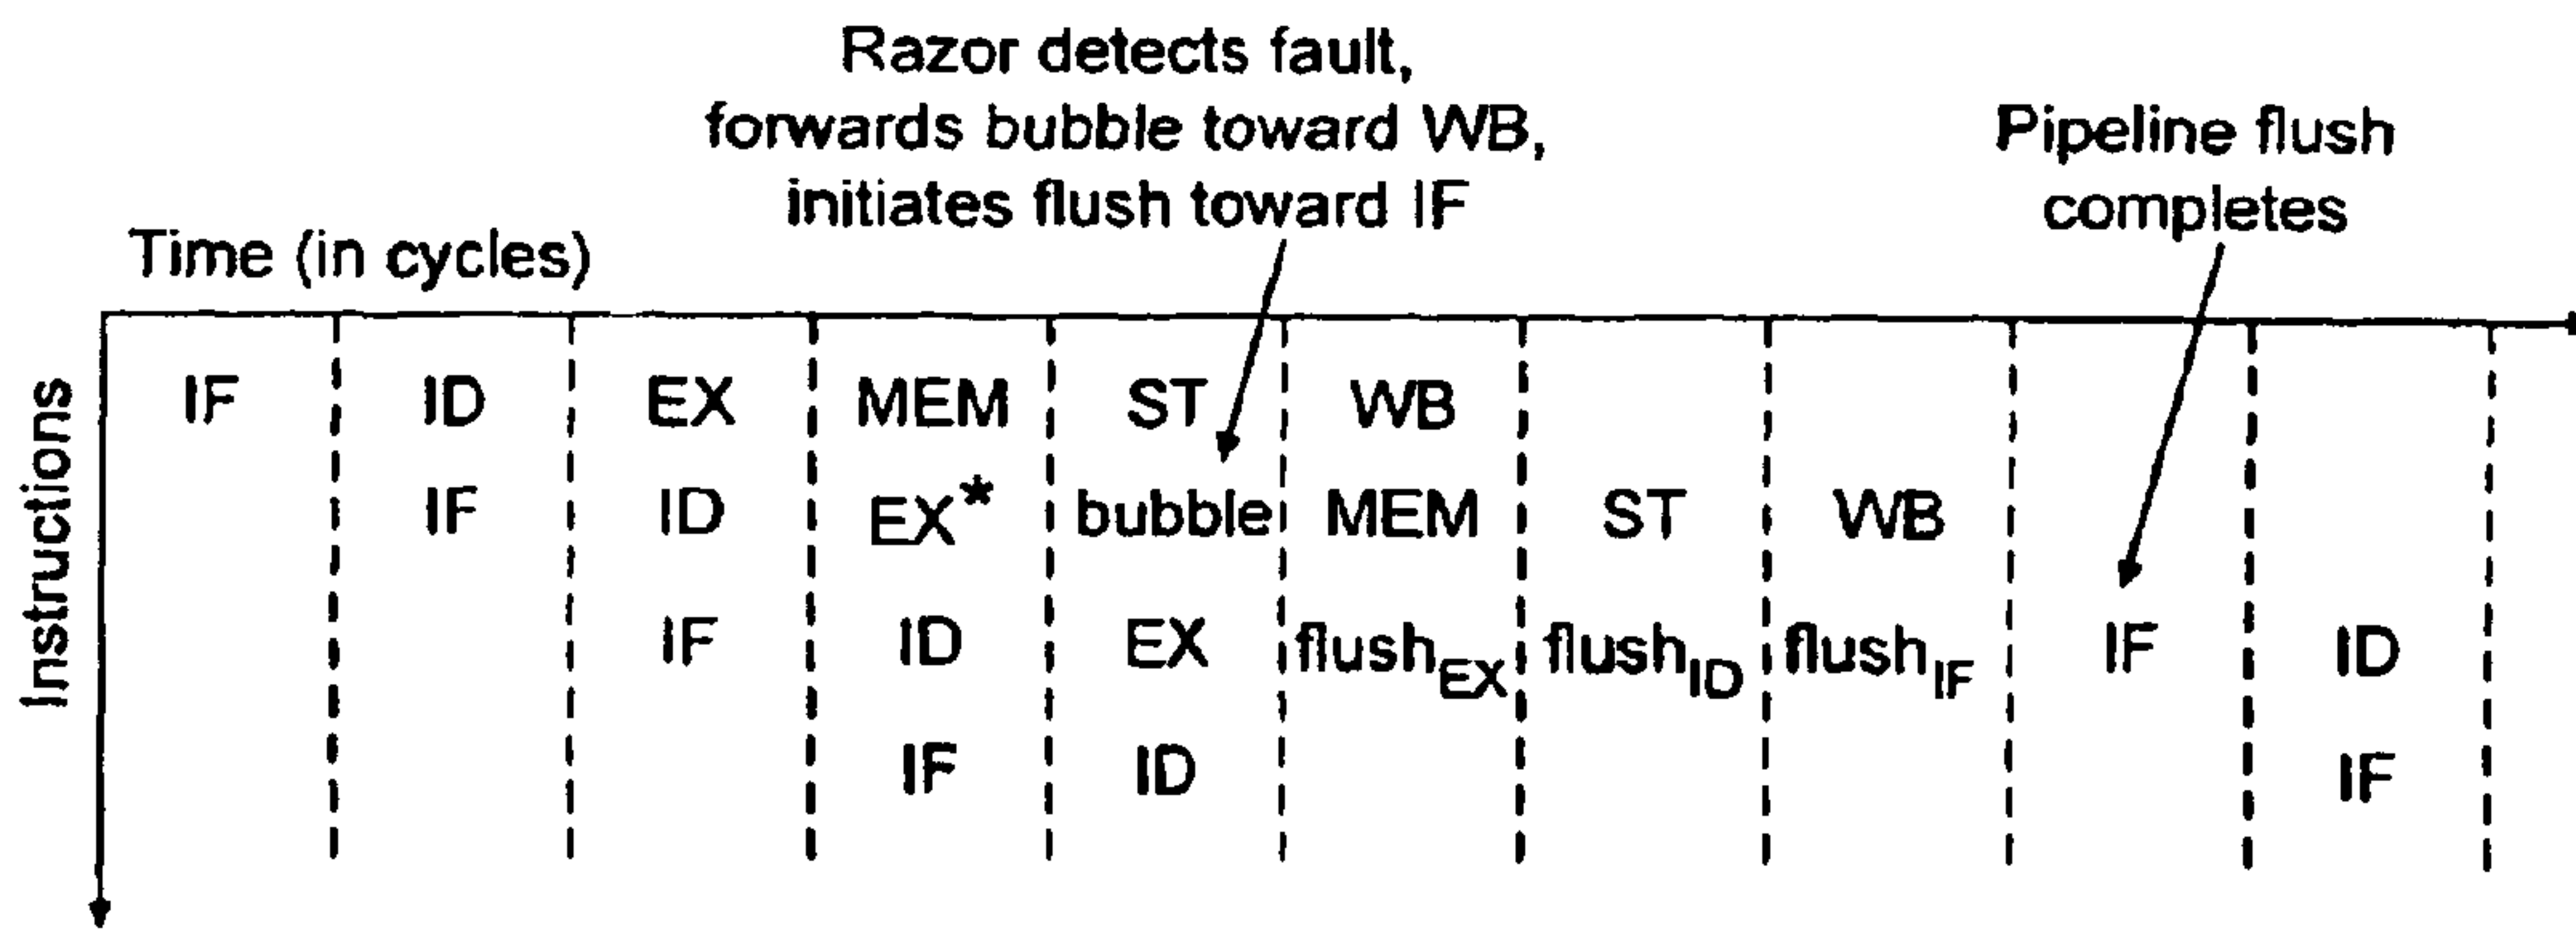 Razor detects fault,
forwards bubble toward WB,
initiates flush toward IF
Pipeline flush
completes
Time (in cycles)
Instructions
IF ID EX MEM ST WB
IF ID EX* bubble MEM ST WB
IF ID EX flushEX flushID flushIF IF ID
IF ID IF